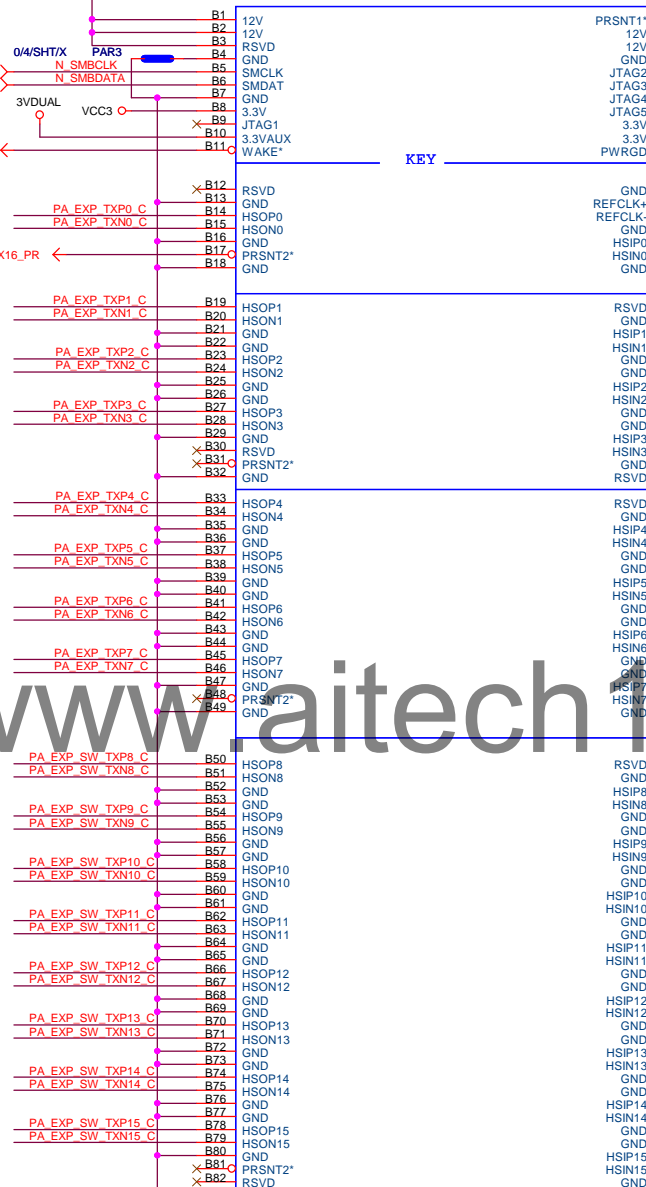 B1 12V PRSNT1*
B2 12V 12V
B3 RSVD 12V
0/4/SHT/X PAR3 B4 GND GND
N_SMBCLK B5 SMCLK JTAG2
N_SMBDATA B6 SMDAT JTAG3
B7 GND JTAG4
3VDUAL VCC3 B8 3.3V JTAG5
B9 JTAG1 3.3V
B10 3.3VAUX 3.3V
B11 WAKE* PWRGD
KEY
B12 RSVD GND
B13 GND REFCLK+
PA_EXP_TXP0_C B14 HSOP0 REFCLK-
PA_EXP_TXN0_C B15 HSON0 GND
B16 GND HSIP0
X16_PR B17 PRSNT2* HSIN0
B18 GND GND
PA_EXP_TXP1_C B19 HSOP1 RSVD
PA_EXP_TXN1_C B20 HSON1 GND
B21 GND HSIP1
B22 GND HSIN1
PA_EXP_TXP2_C B23 HSOP2 GND
PA_EXP_TXN2_C B24 HSON2 GND
B25 GND HSIP2
B26 GND HSIN2
PA_EXP_TXP3_C B27 HSOP3 GND
PA_EXP_TXN3_C B28 HSON3 GND
B29 GND HSIP3
B30 RSVD HSIN3
B31 PRSNT2* GND
B32 GND RSVD
PA_EXP_TXP4_C B33 HSOP4 RSVD
PA_EXP_TXN4_C B34 HSON4 GND
B35 GND HSIP4
B36 GND HSIN4
PA_EXP_TXP5_C B37 HSOP5 GND
PA_EXP_TXN5_C B38 HSON5 GND
B39 GND HSIP5
B40 GND HSIN5
PA_EXP_TXP6_C B41 HSOP6 GND
PA_EXP_TXN6_C B42 HSON6 GND
B43 GND HSIP6
B44 GND HSIN6
PA_EXP_TXP7_C B45 HSOP7 GND
PA_EXP_TXN7_C B46 HSON7 GND
B47 GND HSIP7
B48 PRSNT2* HSIN7
B49 GND GND
www.aitech1
PA_EXP_SW_TXP8_C B50 HSOP8 RSVD
PA_EXP_SW_TXN8_C B51 HSON8 GND
B52 GND HSIP8
B53 GND HSIN8
PA_EXP_SW_TXP9_C B54 HSOP9 GND
PA_EXP_SW_TXN9_C B55 HSON9 GND
B56 GND HSIP9
B57 GND HSIN9
PA_EXP_SW_TXP10_C B58 HSOP10 GND
PA_EXP_SW_TXN10_C B59 HSON10 GND
B60 GND HSIP10
B61 GND HSIN10
PA_EXP_SW_TXP11_C B62 HSOP11 GND
PA_EXP_SW_TXN11_C B63 HSON11 GND
B64 GND HSIP11
B65 GND HSIN11
PA_EXP_SW_TXP12_C B66 HSOP12 GND
PA_EXP_SW_TXN12_C B67 HSON12 GND
B68 GND HSIP12
B69 GND HSIN12
PA_EXP_SW_TXP13_C B70 HSOP13 GND
PA_EXP_SW_TXN13_C B71 HSON13 GND
B72 GND HSIP13
B73 GND HSIN13
PA_EXP_SW_TXP14_C B74 HSOP14 GND
PA_EXP_SW_TXN14_C B75 HSON14 GND
B76 GND HSIP14
B77 GND HSIN14
PA_EXP_SW_TXP15_C B78 HSOP15 GND
PA_EXP_SW_TXN15_C B79 HSON15 GND
B80 GND HSIP15
B81 PRSNT2* HSIN15
B82 RSVD GND